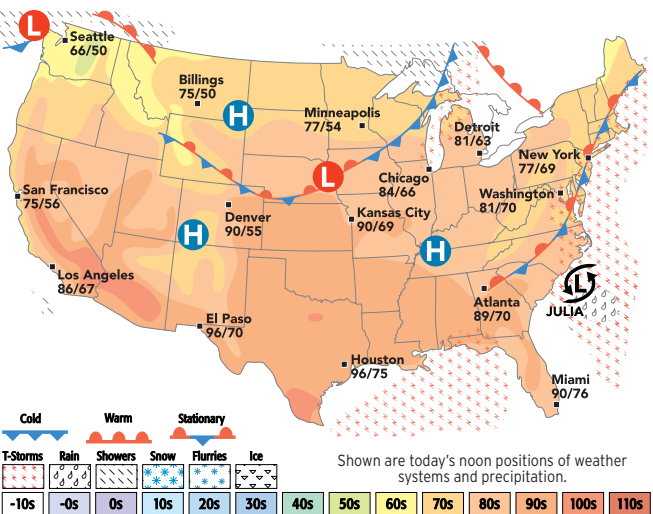 L
Seattle
66/50
Billings
75/50
H
Minneapolis
77/54
Detroit
81/63
New York
77/69
L
Chicago
84/66
Washington
81/70
San Francisco
75/56
Denver
90/55
Kansas City
90/69
H
H
Los Angeles
86/67
L
JULIA
Atlanta
89/70
El Paso
96/70
Houston
96/75
Miami
90/76
Cold
Warm
Stationary
T-Storms
Rain
Showers
Snow
Flurries
Ice
Shown are today's noon positions of weather
systems and precipitation.
-10s -0s 0s 10s 20s 30s 40s 50s 60s 70s 80s 90s 100s 110s